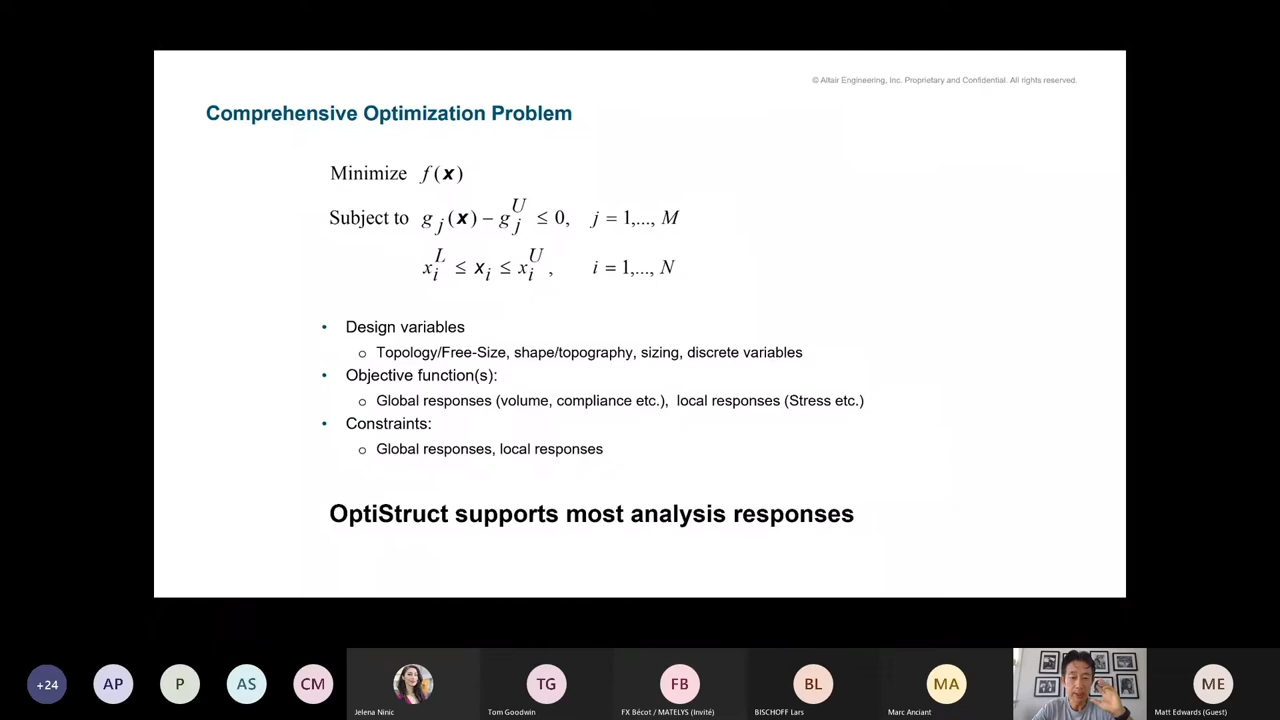 © Altair Engineering, Inc. Proprietary and Confidential. All rights reserved.
Comprehensive Optimization Problem
Minimize f(x)
Subject to g_j(x) − g_j^U ≤ 0, j = 1,..., M
x_i^L ≤ x_i ≤ x_i^U, i = 1,..., N
• Design variables
o Topology/Free-Size, shape/topography, sizing, discrete variables
• Objective function(s):
o Global responses (volume, compliance etc.), local responses (Stress etc.)
• Constraints:
o Global responses, local responses
OptiStruct supports most analysis responses
+24 AP P AS CM TG FB BL MA ME
Jelena Ninic Tom Goodwin FX Bécot / MATELYS (Invité) BISCHOFF Lars Marc Anciant Matt Edwards (Guest)